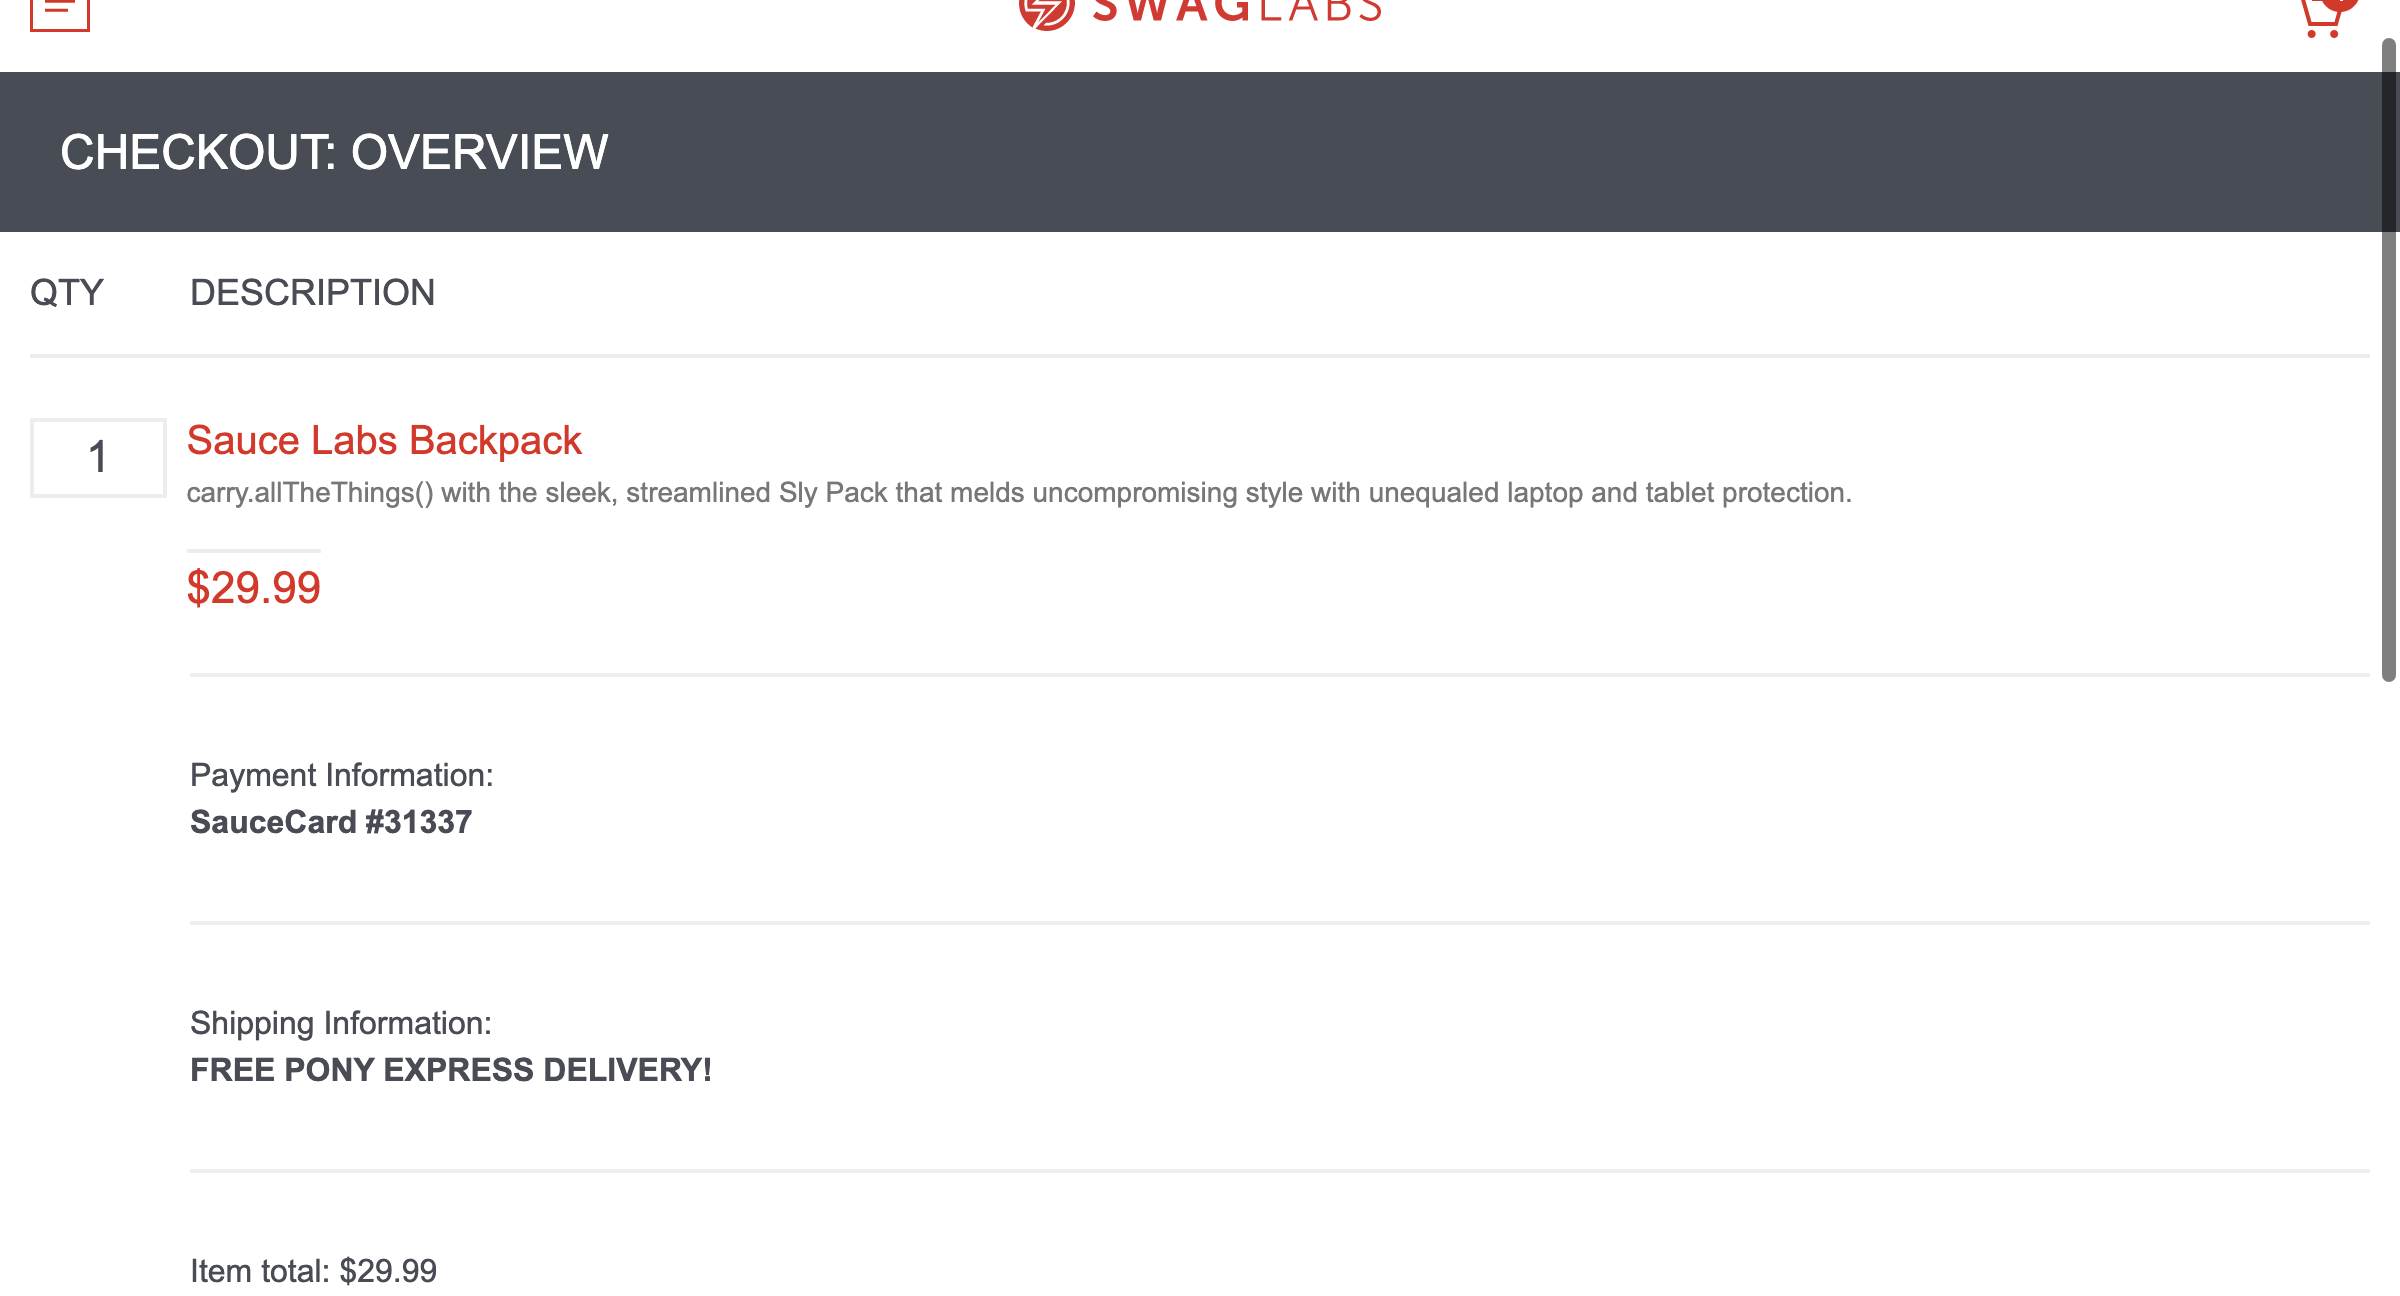 SWAGLABS
CHECKOUT: OVERVIEW
QTY DESCRIPTION
1 Sauce Labs Backpack
carry.allTheThings() with the sleek, streamlined Sly Pack that melds uncompromising style with unequaled laptop and tablet protection.
$29.99
Payment Information:
SauceCard #31337
Shipping Information:
FREE PONY EXPRESS DELIVERY!
Item total: $29.99